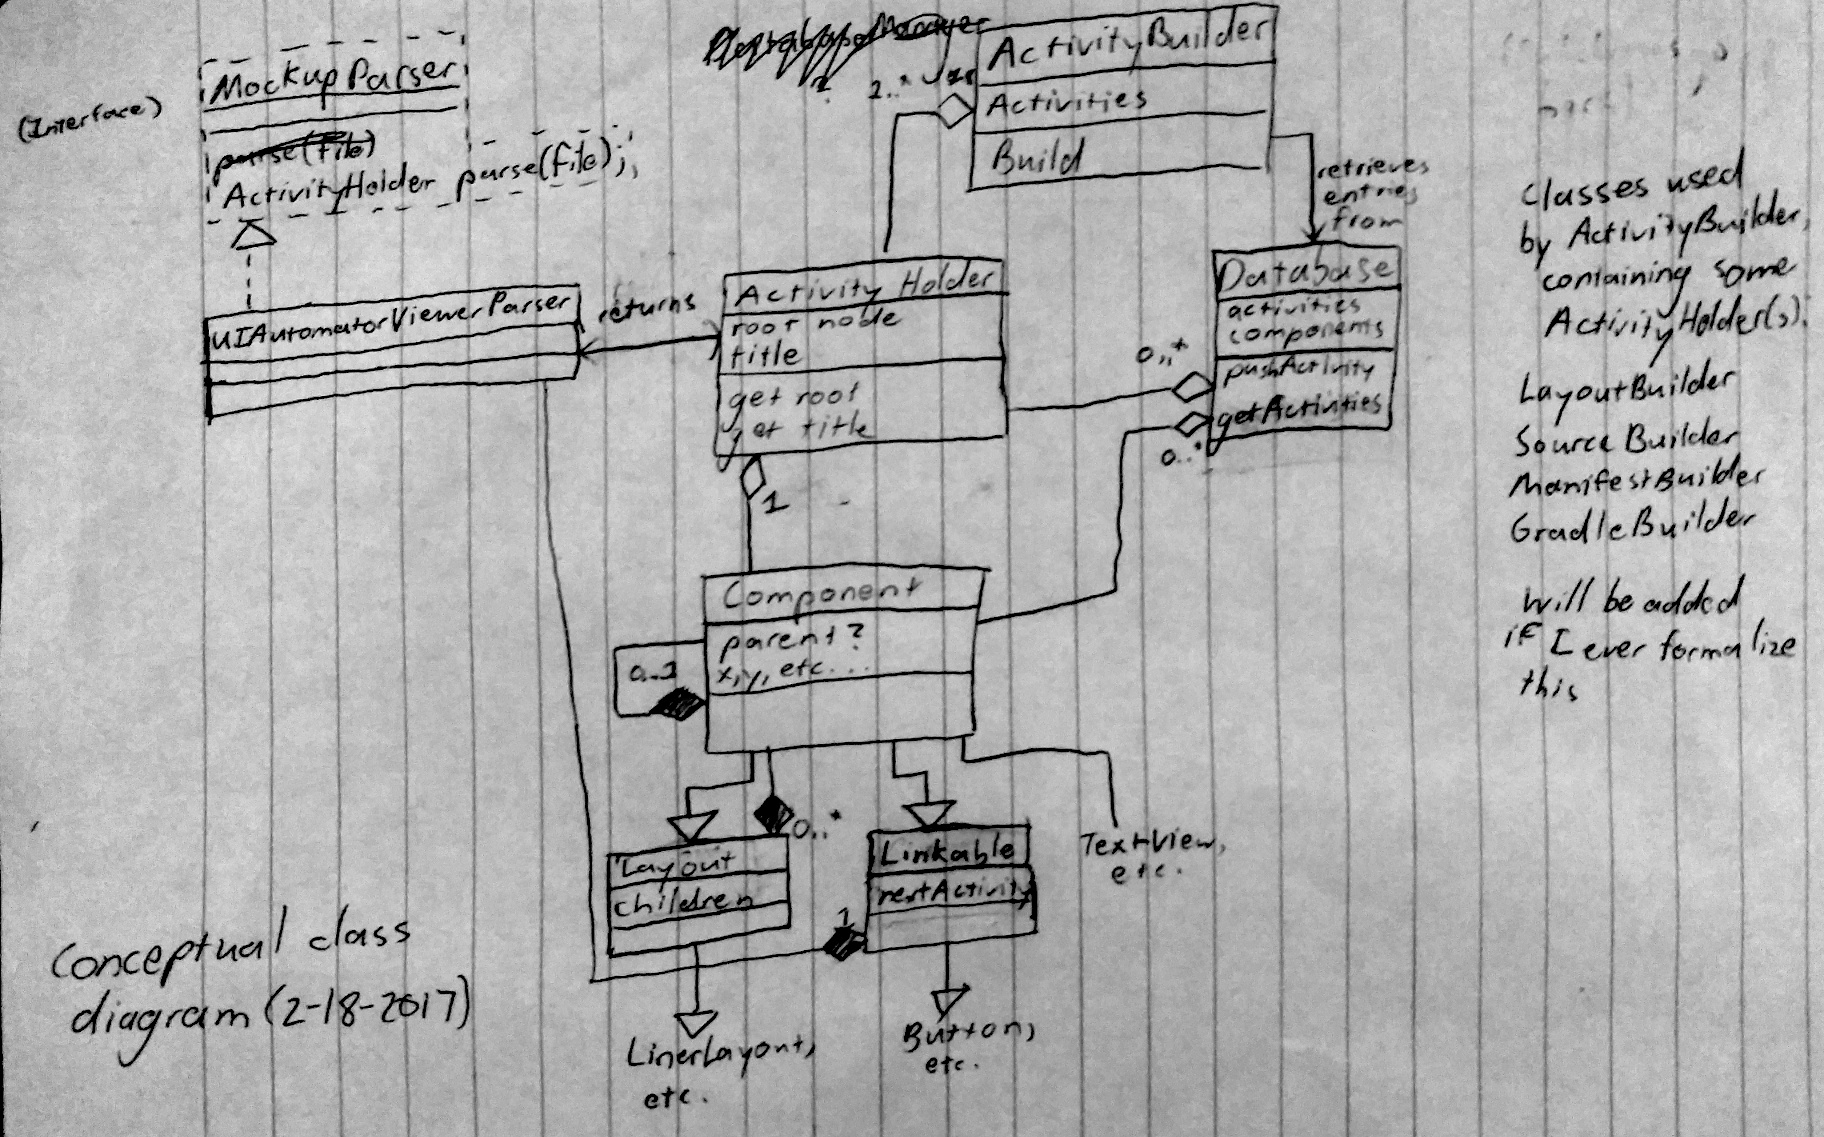 (Interface)
MockupParser
parse(file)
ActivityHolder parse(file);
ActivityBuilder
Activities
Build
1..*
retrieves
entries
from
Database
activities
components
pushActivity
getActivities
0..*
0..*
UIAutomatorViewerParser
returns
Activity Holder
root node
title
get root
get title
1
Component
parent?
x,y, etc...
0..1
Layout
children
0..*
Linkable
nextActivity
1
TextView,
etc.
LinerLayout,
etc.
Button,
etc.
Classes used
by ActivityBuilder,
containing some
ActivityHolder(s):
LayoutBuilder
SourceBuilder
ManifestBuilder
GradleBuilder
will be added
if I ever formalize
this
Conceptual class
diagram (2-18-2017)